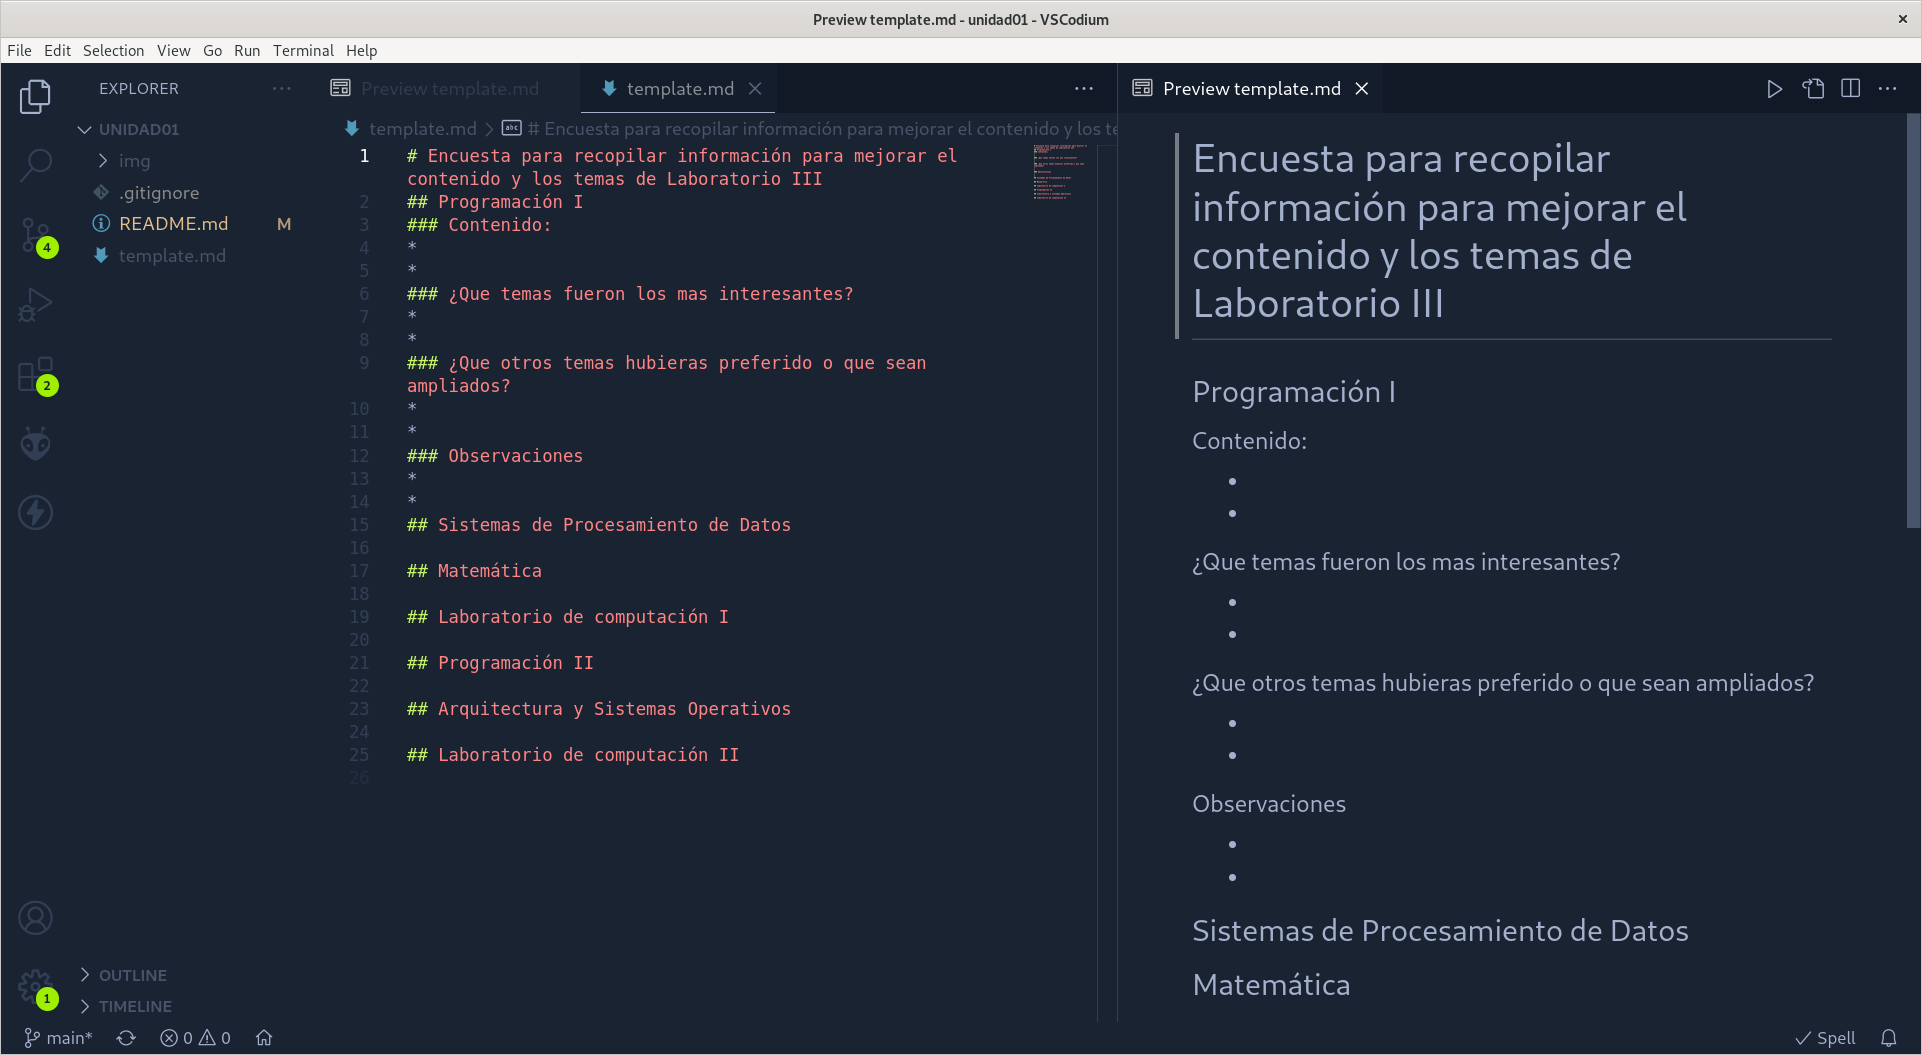 Preview template.md - unidad01 - VSCodium
File Edit Selection View Go Run Terminal Help
EXPLORER
UNIDAD01
img
.gitignore
README.md M
template.md
4
2
1
OUTLINE
TIMELINE
Preview template.md
template.md
template.md > abc # Encuesta para recopilar información para mejorar el contenido y los te
1 # Encuesta para recopilar información para mejorar el
contenido y los temas de Laboratorio III
2 ## Programación I
3 ### Contenido:
4 *
5 *
6 ### ¿Que temas fueron los mas interesantes?
7 *
8 *
9 ### ¿Que otros temas hubieras preferido o que sean
ampliados?
10 *
11 *
12 ### Observaciones
13 *
14 *
15 ## Sistemas de Procesamiento de Datos
16
17 ## Matemática
18
19 ## Laboratorio de computación I
20
21 ## Programación II
22
23 ## Arquitectura y Sistemas Operativos
24
25 ## Laboratorio de computación II
26
Preview template.md
Encuesta para recopilar
información para mejorar el
contenido y los temas de
Laboratorio III
Programación I
Contenido:
•
•
¿Que temas fueron los mas interesantes?
•
•
¿Que otros temas hubieras preferido o que sean ampliados?
•
•
Observaciones
•
•
Sistemas de Procesamiento de Datos
Matemática
main* 0 0
Spell